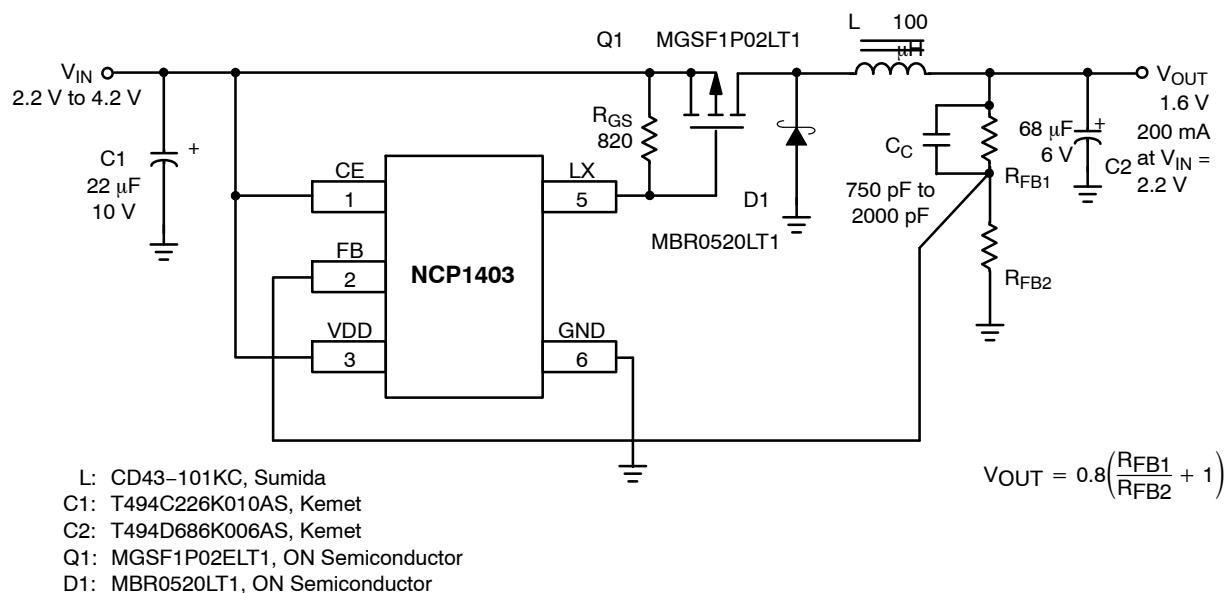 L 100
µH
Q1 MGSF1P02LT1
VIN
2.2 V to 4.2 V
VOUT
1.6 V
200 mA
at VIN =
2.2 V
C1
+
22 µF
10 V
RGS
820
CE
1
LX
5
FB
2
NCP1403
VDD
3
GND
6
D1
MBR0520LT1
CC
750 pF to
2000 pF
RFB1
RFB2
68 µF
+
6 V
C2
L: CD43–101KC, Sumida
C1: T494C226K010AS, Kemet
C2: T494D686K006AS, Kemet
Q1: MGSF1P02ELT1, ON Semiconductor
D1: MBR0520LT1, ON Semiconductor
VOUT = 0.8(RFB1/RFB2 + 1)